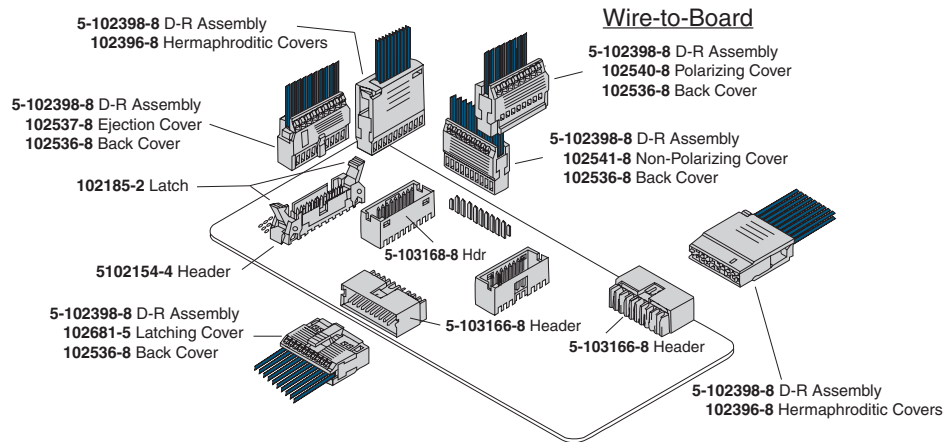 Wire-to-Board
5-102398-8 D-R Assembly
102396-8 Hermaphroditic Covers
5-102398-8 D-R Assembly
102540-8 Polarizing Cover
102536-8 Back Cover
5-102398-8 D-R Assembly
102537-8 Ejection Cover
102536-8 Back Cover
5-102398-8 D-R Assembly
102541-8 Non-Polarizing Cover
102536-8 Back Cover
102185-2 Latch
5-103168-8 Hdr
5102154-4 Header
5-102398-8 D-R Assembly
102681-5 Latching Cover
102536-8 Back Cover
5-103166-8 Header
5-103166-8 Header
5-102398-8 D-R Assembly
102396-8 Hermaphroditic Covers